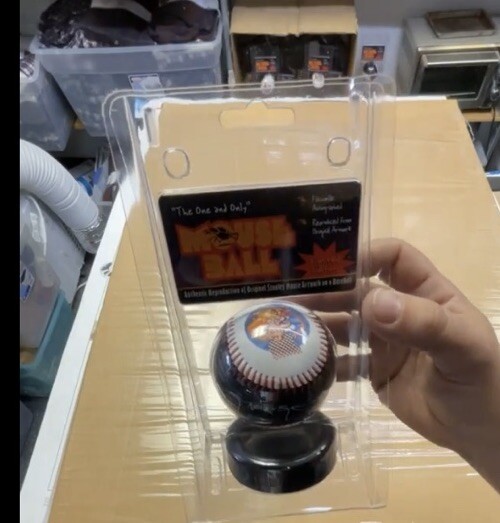 "The One and Only"
Facsimile
Autographed
Reproduced From
Original Artwork
MOUSE
BALL
Authentic Reproduction of Original Stanley Mouse Artwork on a Baseball